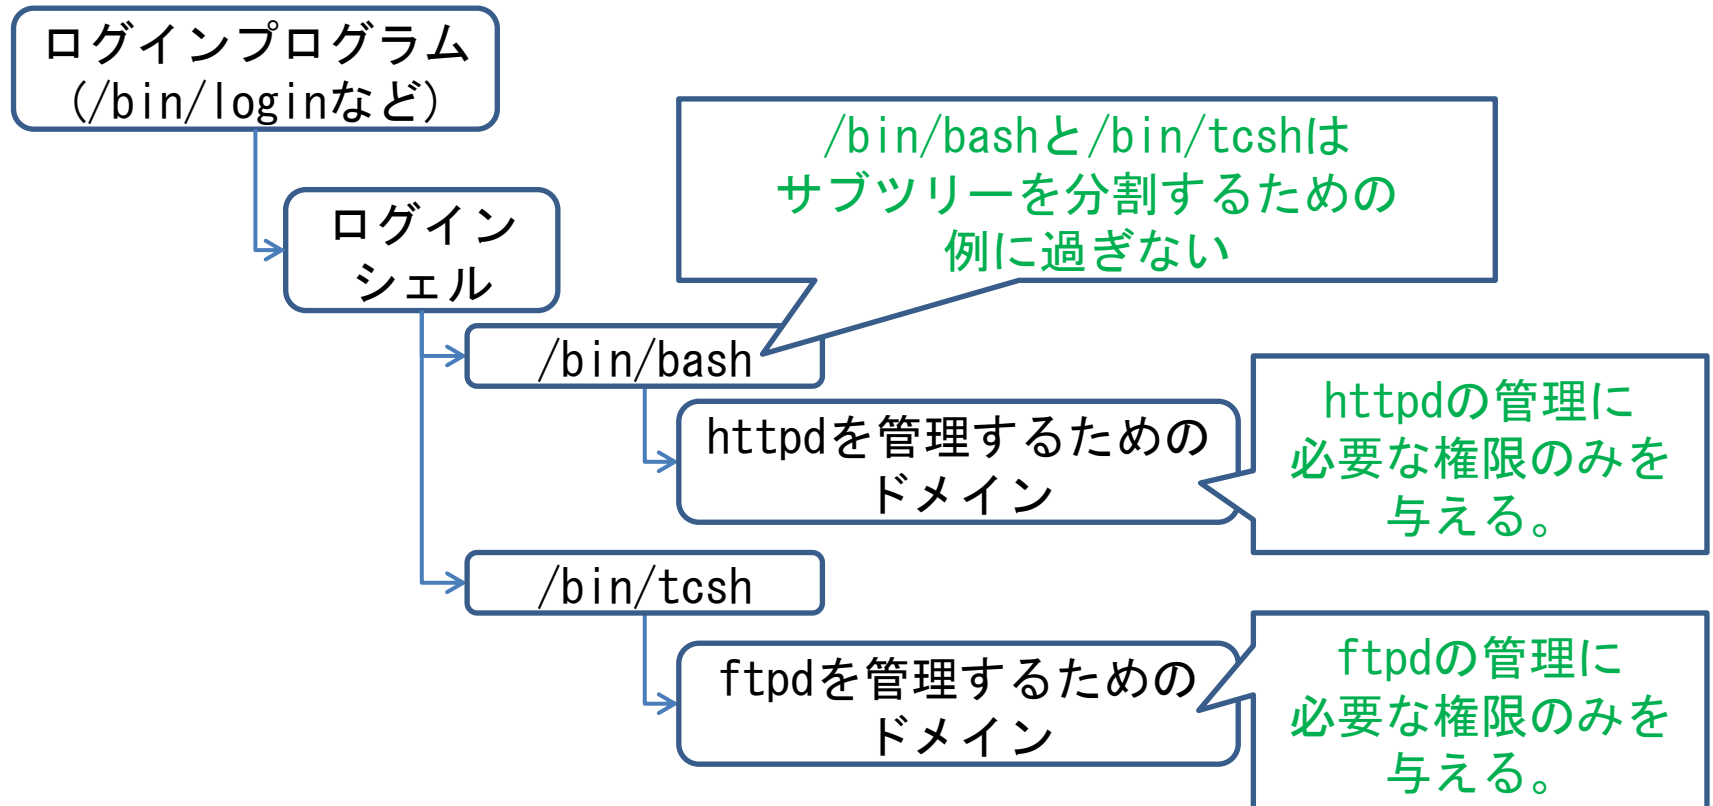 ログインプログラム
(/bin/loginなど)
/bin/bashと/bin/tcshは
サブツリーを分割するための
例に過ぎない
ログイン
シェル
/bin/bash
httpdを管理するための
ドメイン
httpdの管理に
必要な権限のみを
与える。
/bin/tcsh
ftpdを管理するための
ドメイン
ftpdの管理に
必要な権限のみを
与える。